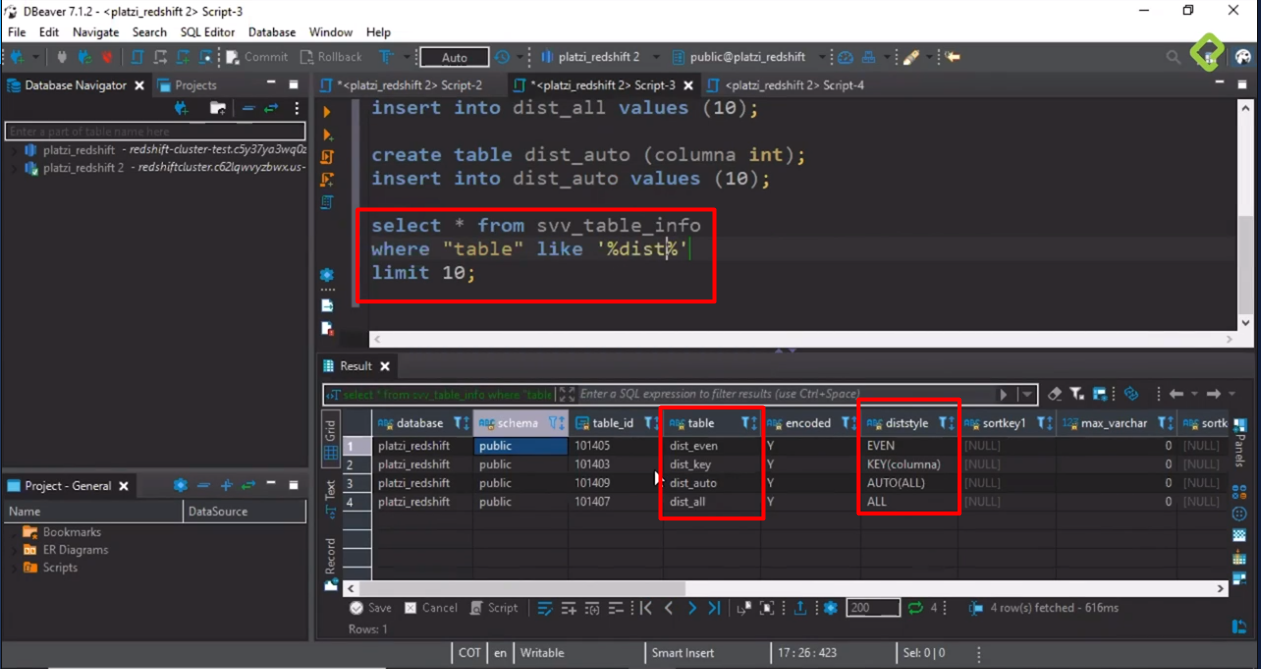 DBeaver 7.1.2 - <platzi_redshift 2> Script-3
File Edit Navigate Search SQL Editor Database Window Help
Commit Rollback Auto platzi_redshift 2 public@platzi_redshift
Database Navigator Projects
*<platzi_redshift 2> Script-2 *<platzi_redshift 2> Script-3 <platzi_redshift 2> Script-4
Enter a part of table name here
platzi_redshift - redshift-cluster-test.c5y37ya3wq0z
platzi_redshift 2 - redshiftcluster.c62lqwvyzbwx.us-
insert into dist_all values (10);
create table dist_auto (columna int);
insert into dist_auto values (10);
select * from svv_table_info
where "table" like '%dist%'
limit 10;
Result
select * from svv_table_info where "table Enter a SQL expression to filter results (use Ctrl+Space)
Grid
Text
Record
Panels
database schema table_id table encoded diststyle sortkey1 max_varchar sortk
1 platzi_redshift public 101405 dist_even Y EVEN [NULL] 0 [NULL]
2 platzi_redshift public 101403 dist_key Y KEY(columna) [NULL] 0 [NULL]
3 platzi_redshift public 101409 dist_auto Y AUTO(ALL) [NULL] 0 [NULL]
4 platzi_redshift public 101407 dist_all Y ALL [NULL] 0 [NULL]
Project - General
Name DataSource
Bookmarks
ER Diagrams
Scripts
Save Cancel Script 200 4 4 row(s) fetched - 616ms
Rows: 1
COT en Writable Smart Insert 17 : 26 : 423 Sel: 0 | 0